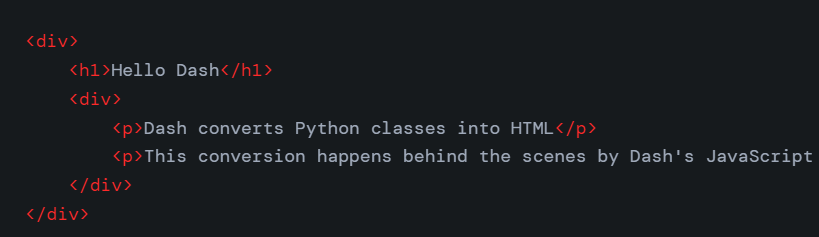 <div>
    <h1>Hello Dash</h1>
    <div>
        <p>Dash converts Python classes into HTML</p>
        <p>This conversion happens behind the scenes by Dash's JavaScript
    </div>
</div>